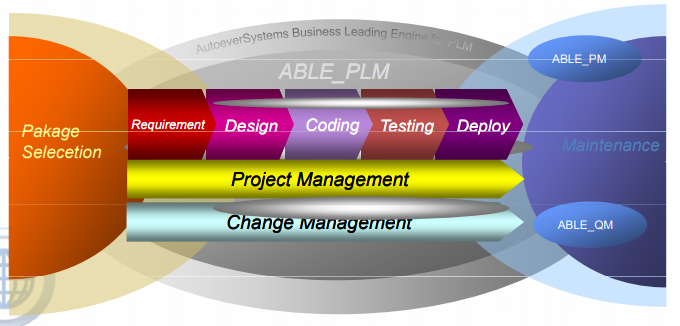 AutoeverSystems Business Leading Engine for PLM
ABLE_PLM
ABLE_PM
Pakage
Selecetion
Requirement
Design
Coding
Testing
Deploy
Maintenance
Project Management
Change Management
ABLE_QM